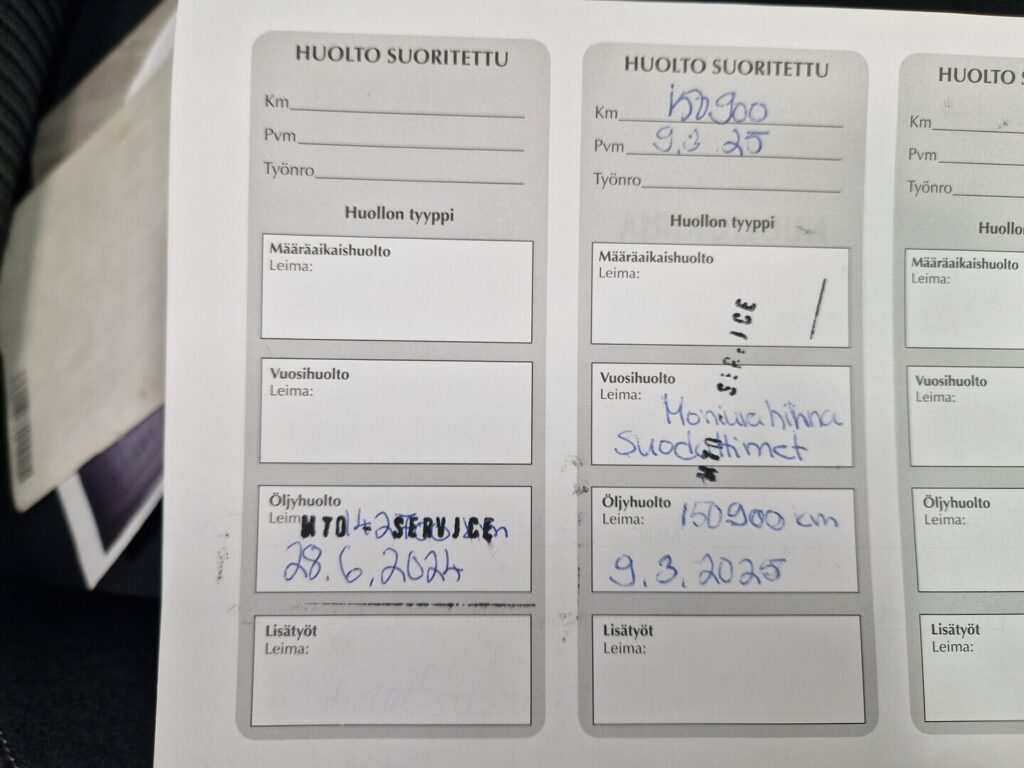 HUOLTO SUORITETTU
Km
Pvm
Työnro
Huollon tyyppi
Määräaikaishuolto
Leima:
Vuosihuolto
Leima:
Öljyhuolto
Leima:
MTO - SERVICE
28.6.2024
Lisätyöt
Leima:
HUOLTO SUORITETTU
Km 150900
Pvm 9.3.25
Työnro
Huollon tyyppi
Määräaikaishuolto
Leima:
Vuosihuolto
Leima:
Moniurahihna
Suodattimet
MTO SERVICE
Öljyhuolto
Leima: 150900 km
9.3.2025
Lisätyöt
Leima:
HUOLTO
Km
Pvm
Työnro
Määräaikaishuolto
Leima:
Vuosihuolto
Leima:
Öljyhuolto
Leima:
Lisätyöt
Leima: